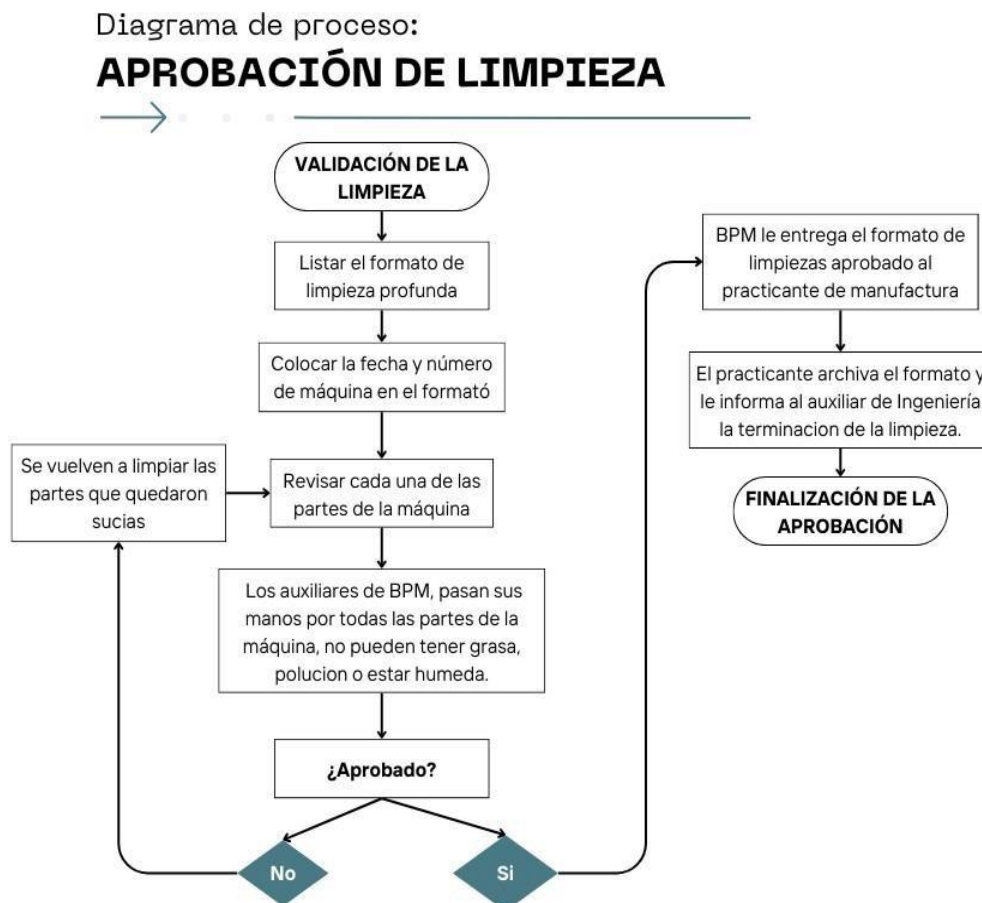 Diagrama de proceso:
APROBACIÓN DE LIMPIEZA
VALIDACIÓN DE LA
LIMPIEZA
Listar el formato de
limpieza profunda
Colocar la fecha y número
de máquina en el formató
Se vuelven a limpiar las
partes que quedaron
sucias
Revisar cada una de las
partes de la máquina
Los auxiliares de BPM, pasan sus
manos por todas las partes de la
máquina, no pueden tener grasa,
polucion o estar humeda.
¿Aprobado?
No
Si
BPM le entrega el formato de
limpiezas aprobado al
practicante de manufactura
El practicante archiva el formato y
le informa al auxiliar de Ingeniería
la terminacion de la limpieza.
FINALIZACIÓN DE LA
APROBACIÓN